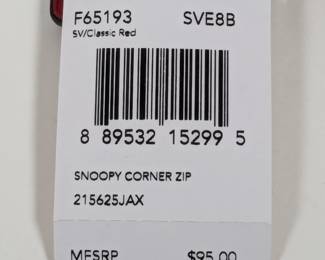 F65193 SVE8B
SV/Classic Red
8 89532 15299 5
SNOOPY CORNER ZIP
215625JAX
MFSRP $95.00